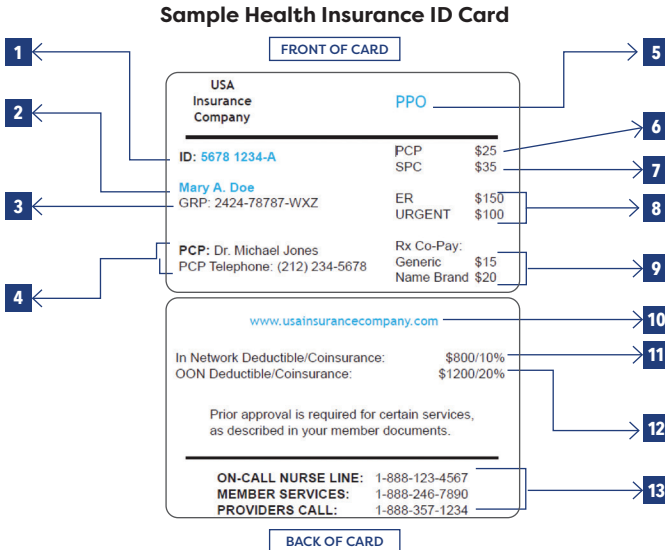 Sample Health Insurance ID Card
FRONT OF CARD
1
2
3
4
5
6
7
8
9
10
11
12
13
USA
Insurance
Company
PPO
ID: 5678 1234-A
Mary A. Doe
GRP: 2424-78787-WXZ
PCP: Dr. Michael Jones
PCP Telephone: (212) 234-5678
PCP $25
SPC $35
ER $150
URGENT $100
Rx Co-Pay:
Generic $15
Name Brand $20
www.usainsurancecompany.com
In Network Deductible/Coinsurance: $800/10%
OON Deductible/Coinsurance: $1200/20%
Prior approval is required for certain services,
as described in your member documents.
ON-CALL NURSE LINE: 1-888-123-4567
MEMBER SERVICES: 1-888-246-7890
PROVIDERS CALL: 1-888-357-1234
BACK OF CARD